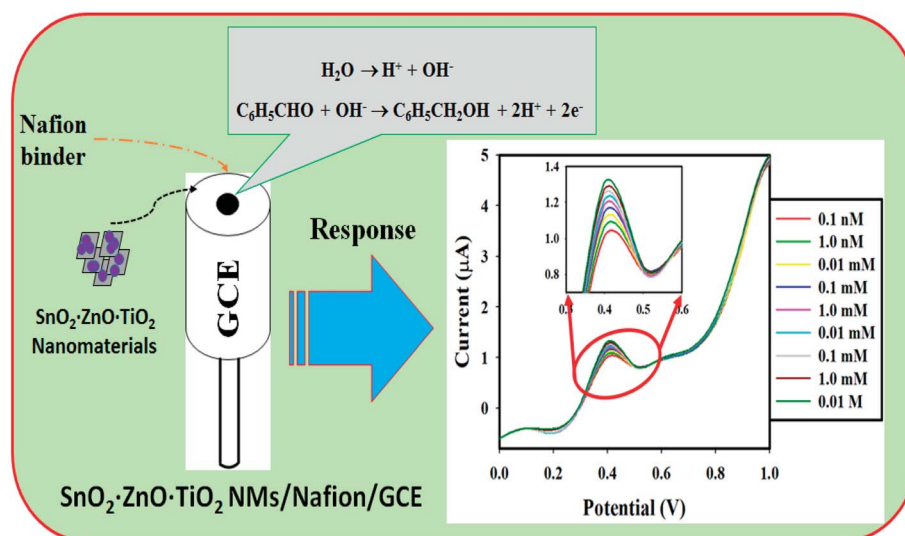 H₂O → H⁺ + OH⁻
C₆H₅CHO + OH⁻ → C₆H₅CH₂OH + 2H⁺ + 2e⁻
Nafion
binder
SnO₂·ZnO·TiO₂
Nanomaterials
GCE
Response
SnO₂·ZnO·TiO₂ NMs/Nafion/GCE
Current (µA)
5
4
3
2
1
0
1.4
1.2
1.0
0.8
0.3 0.4 0.5 0.6
0.0 0.2 0.4 0.6 0.8 1.0
Potential (V)
0.1 nM
1.0 nM
0.01 mM
0.1 mM
1.0 mM
0.01 mM
0.1 mM
1.0 mM
0.01 M